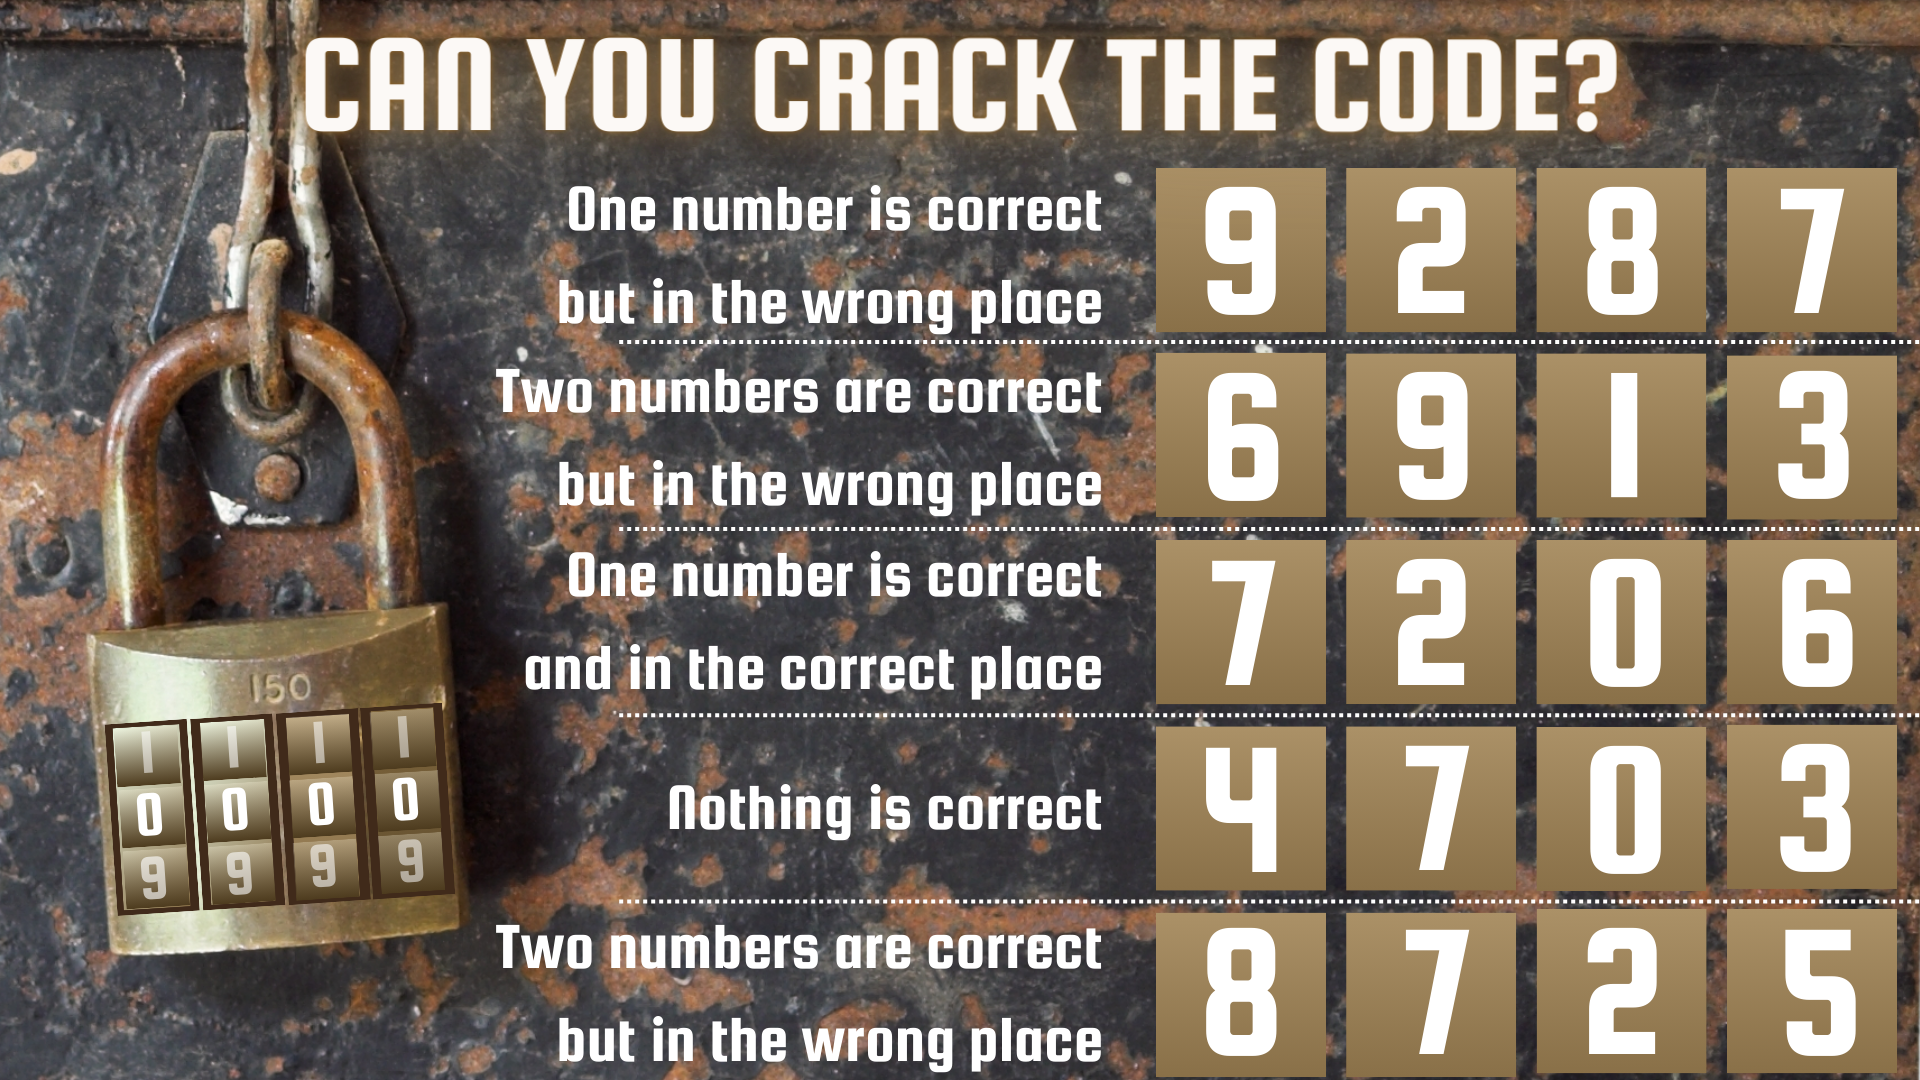 CAN YOU CRACK THE CODE?
One number is correct
but in the wrong place
9 2 8 7
Two numbers are correct
but in the wrong place
6 9 1 3
One number is correct
and in the correct place
7 2 0 6
Nothing is correct
4 7 0 3
Two numbers are correct
but in the wrong place
8 7 2 5
150
1 1 1 1
0 0 0 0
9 9 9 9